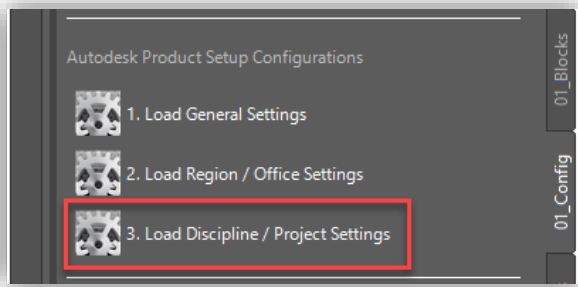 Autodesk Product Setup Configurations
1. Load General Settings
2. Load Region / Office Settings
3. Load Discipline / Project Settings
01_Blocks
01_Config